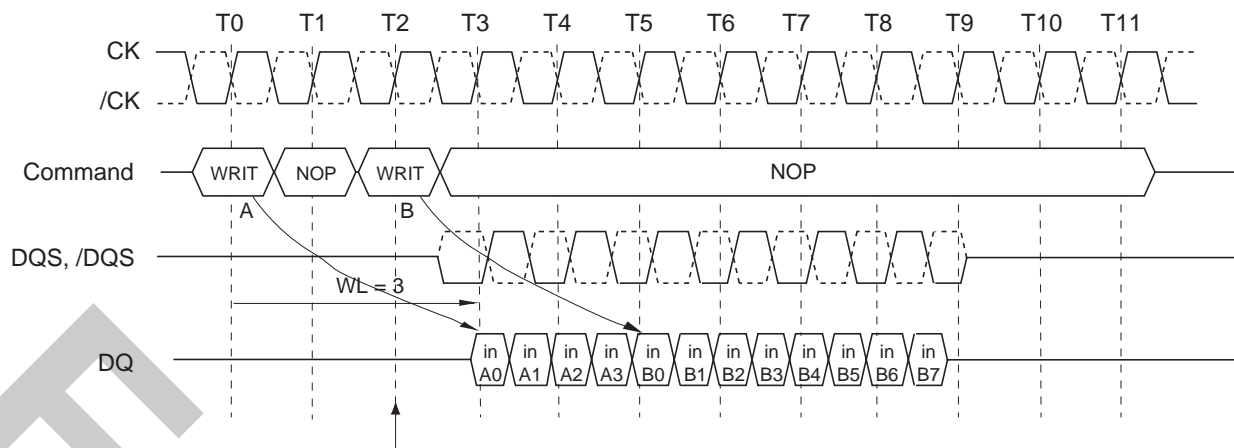 T0 T1 T2 T3 T4 T5 T6 T7 T8 T9 T10 T11
CK
/CK
Command WRIT NOP WRIT NOP
A B
DQS, /DQS
WL = 3
in in in in in in in in in in in in
DQ
A0 A1 A2 A3 B0 B1 B2 B3 B4 B5 B6 B7